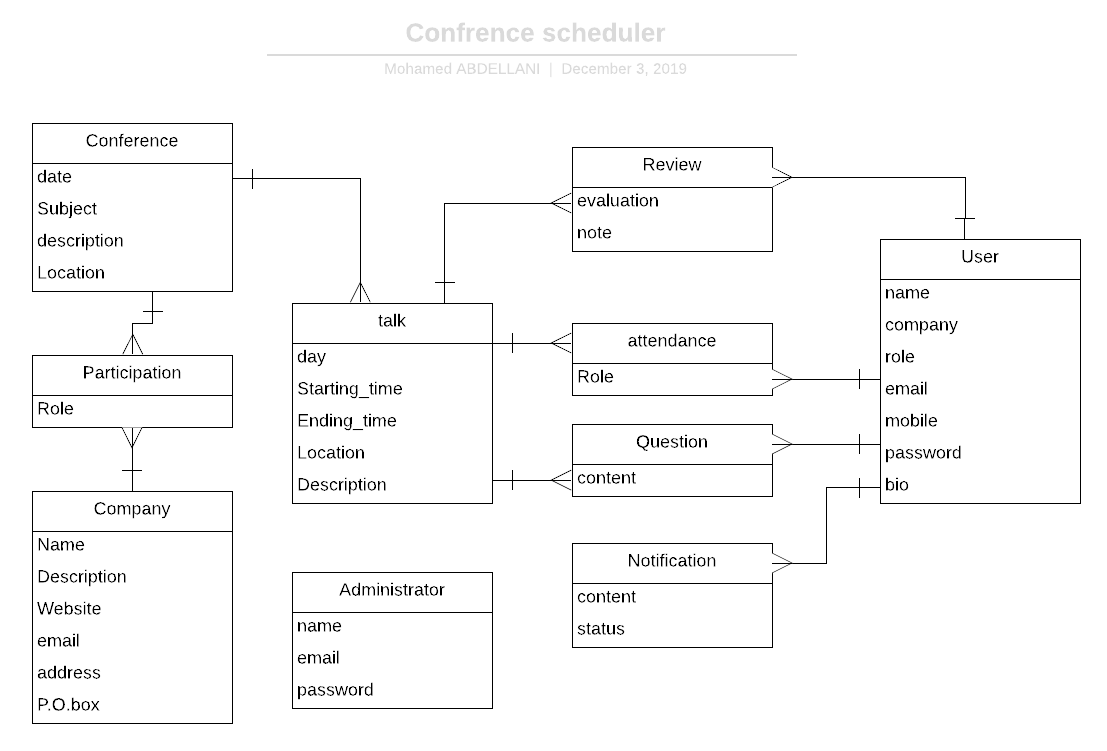 Confrence scheduler
Mohamed ABDELLANI | December 3, 2019
Conference
date
Subject
description
Location
Participation
Role
Company
Name
Description
Website
email
address
P.O.box
talk
day
Starting_time
Ending_time
Location
Description
Administrator
name
email
password
Review
evaluation
note
attendance
Role
Question
content
Notification
content
status
User
name
company
role
email
mobile
password
bio